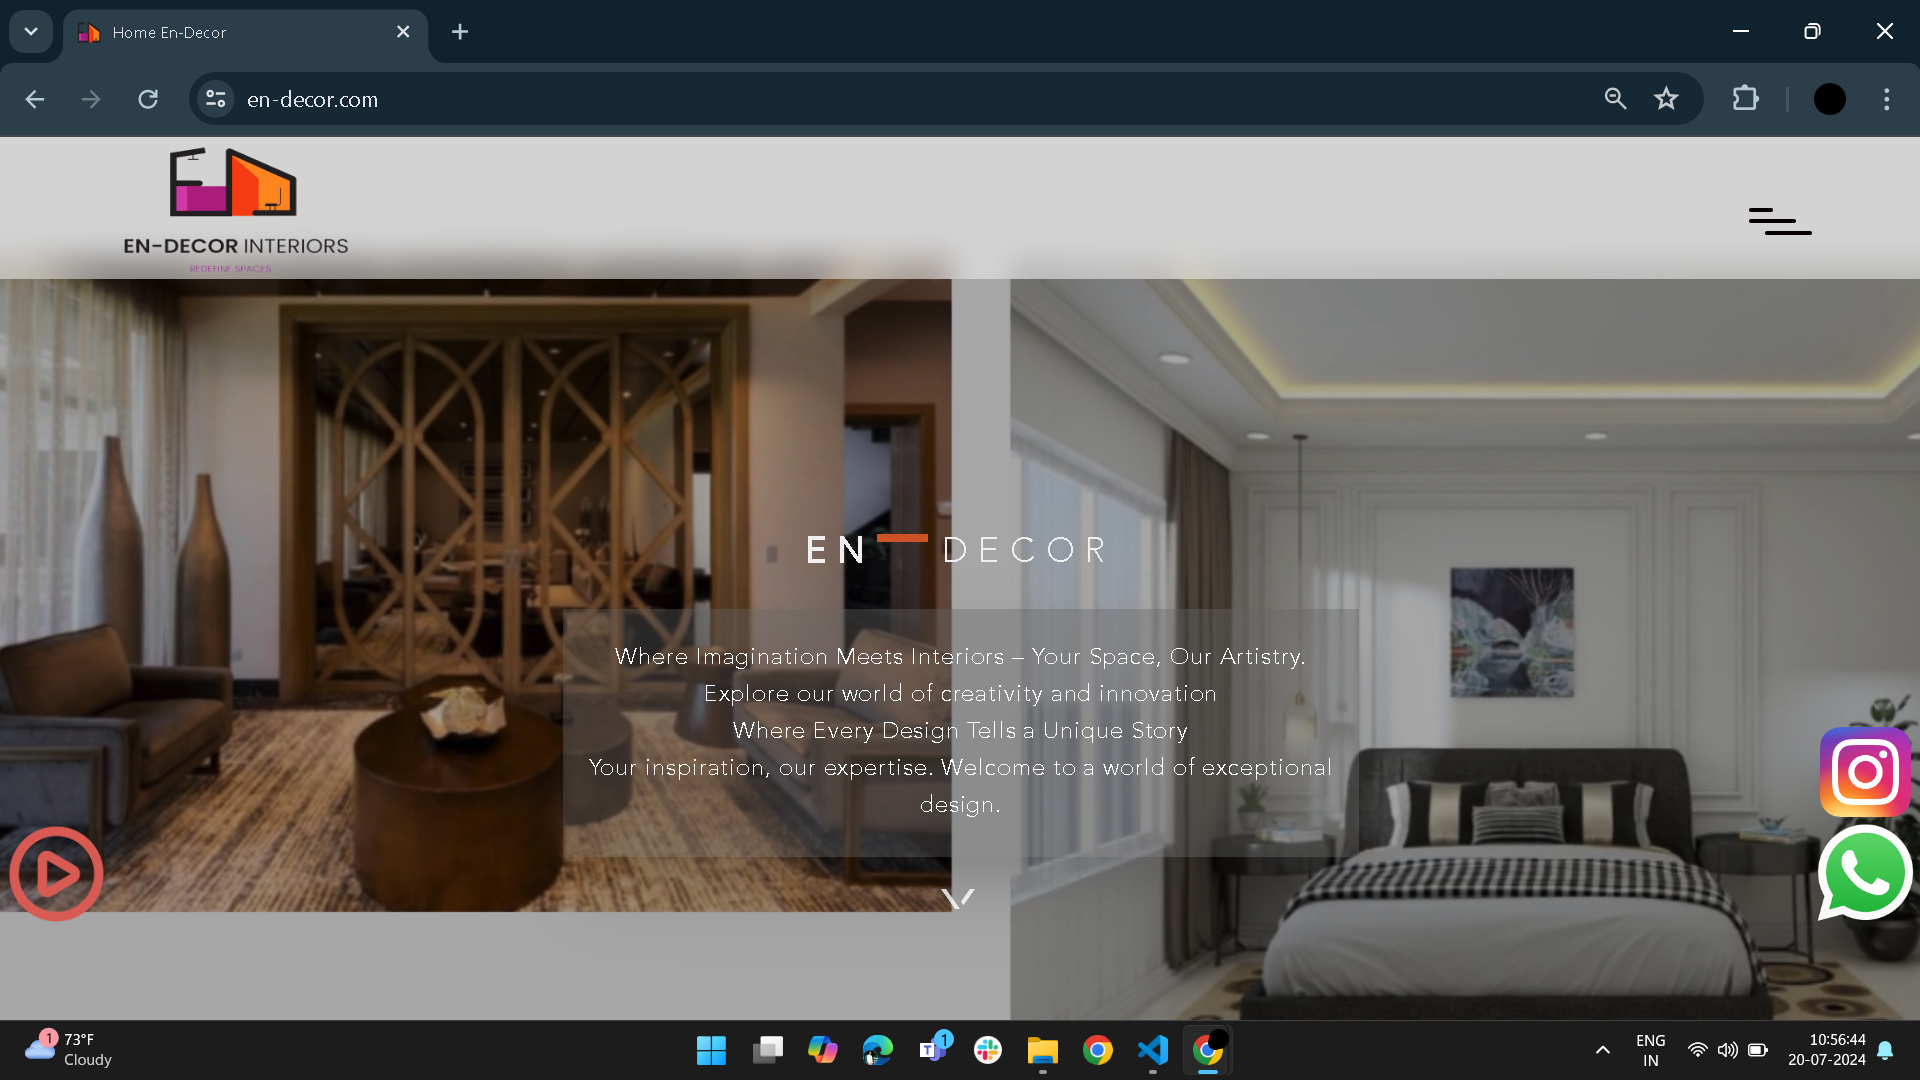 Home En-Decor
en-decor.com
EN-DECOR INTERIORS
REDEFINE SPACES
EN DECOR
Where Imagination Meets Interiors – Your Space, Our Artistry.
Explore our world of creativity and innovation
Where Every Design Tells a Unique Story
Your inspiration, our expertise. Welcome to a world of exceptional
design.
1
73°F
Cloudy
T
1
ENG
IN
10:56:44
20-07-2024